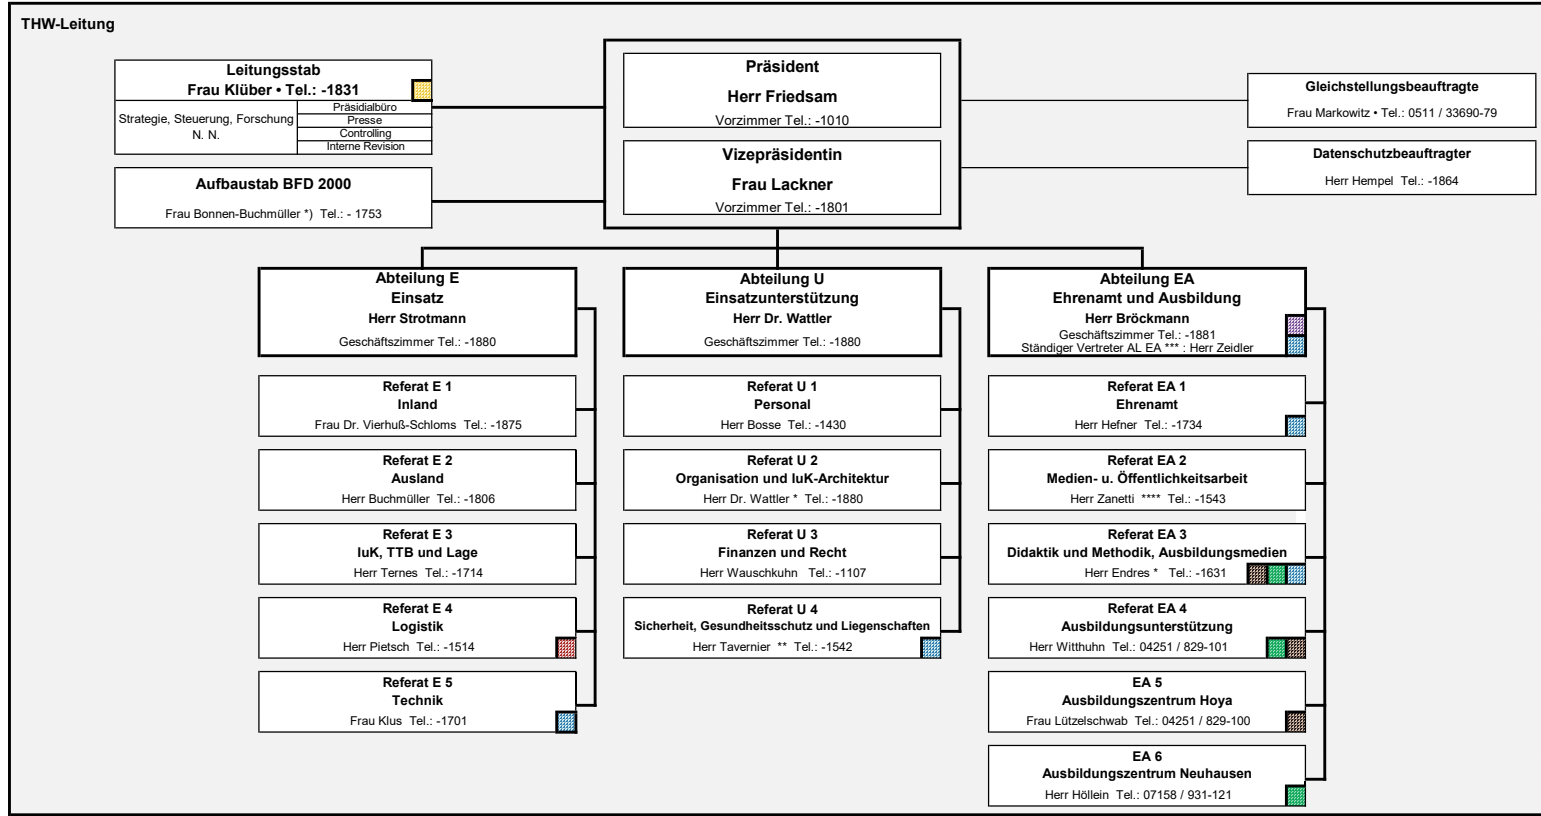 THW-Leitung
Leitungsstab
Frau Klüber • Tel.: -1831
Strategie, Steuerung, Forschung
N. N.
Präsidialbüro
Presse
Controlling
Interne Revision
Aufbaustab BFD 2000
Frau Bonnen-Buchmüller *) Tel.: - 1753
Präsident
Herr Friedsam
Vorzimmer Tel.: -1010
Vizepräsidentin
Frau Lackner
Vorzimmer Tel.: -1801
Gleichstellungsbeauftragte
Frau Markowitz • Tel.: 0511 / 33690-79
Datenschutzbeauftragter
Herr Hempel Tel.: -1864
Abteilung E
Einsatz
Herr Strotmann
Geschäftszimmer Tel.: -1880
Referat E 1
Inland
Frau Dr. Vierhuß-Schloms Tel.: -1875
Referat E 2
Ausland
Herr Buchmüller Tel.: -1806
Referat E 3
IuK, TTB und Lage
Herr Ternes Tel.: -1714
Referat E 4
Logistik
Herr Pietsch Tel.: -1514
Referat E 5
Technik
Frau Klus Tel.: -1701
Abteilung U
Einsatzunterstützung
Herr Dr. Wattler
Geschäftszimmer Tel.: -1880
Referat U 1
Personal
Herr Bosse Tel.: -1430
Referat U 2
Organisation und IuK-Architektur
Herr Dr. Wattler * Tel.: -1880
Referat U 3
Finanzen und Recht
Herr Wauschkuhn Tel.: -1107
Referat U 4
Sicherheit, Gesundheitsschutz und Liegenschaften
Herr Tavernier ** Tel.: -1542
Abteilung EA
Ehrenamt und Ausbildung
Herr Bröckmann
Geschäftszimmer Tel.: -1881
Ständiger Vertreter AL EA *** : Herr Zeidler
Referat EA 1
Ehrenamt
Herr Hefner Tel.: -1734
Referat EA 2
Medien- u. Öffentlichkeitsarbeit
Herr Zanetti **** Tel.: -1543
Referat EA 3
Didaktik und Methodik, Ausbildungsmedien
Herr Endres * Tel.: -1631
Referat EA 4
Ausbildungsunterstützung
Herr Witthuhn Tel.: 04251 / 829-101
EA 5
Ausbildungszentrum Hoya
Frau Lützelschwab Tel.: 04251 / 829-100
EA 6
Ausbildungszentrum Neuhausen
Herr Höllein Tel.: 07158 / 931-121